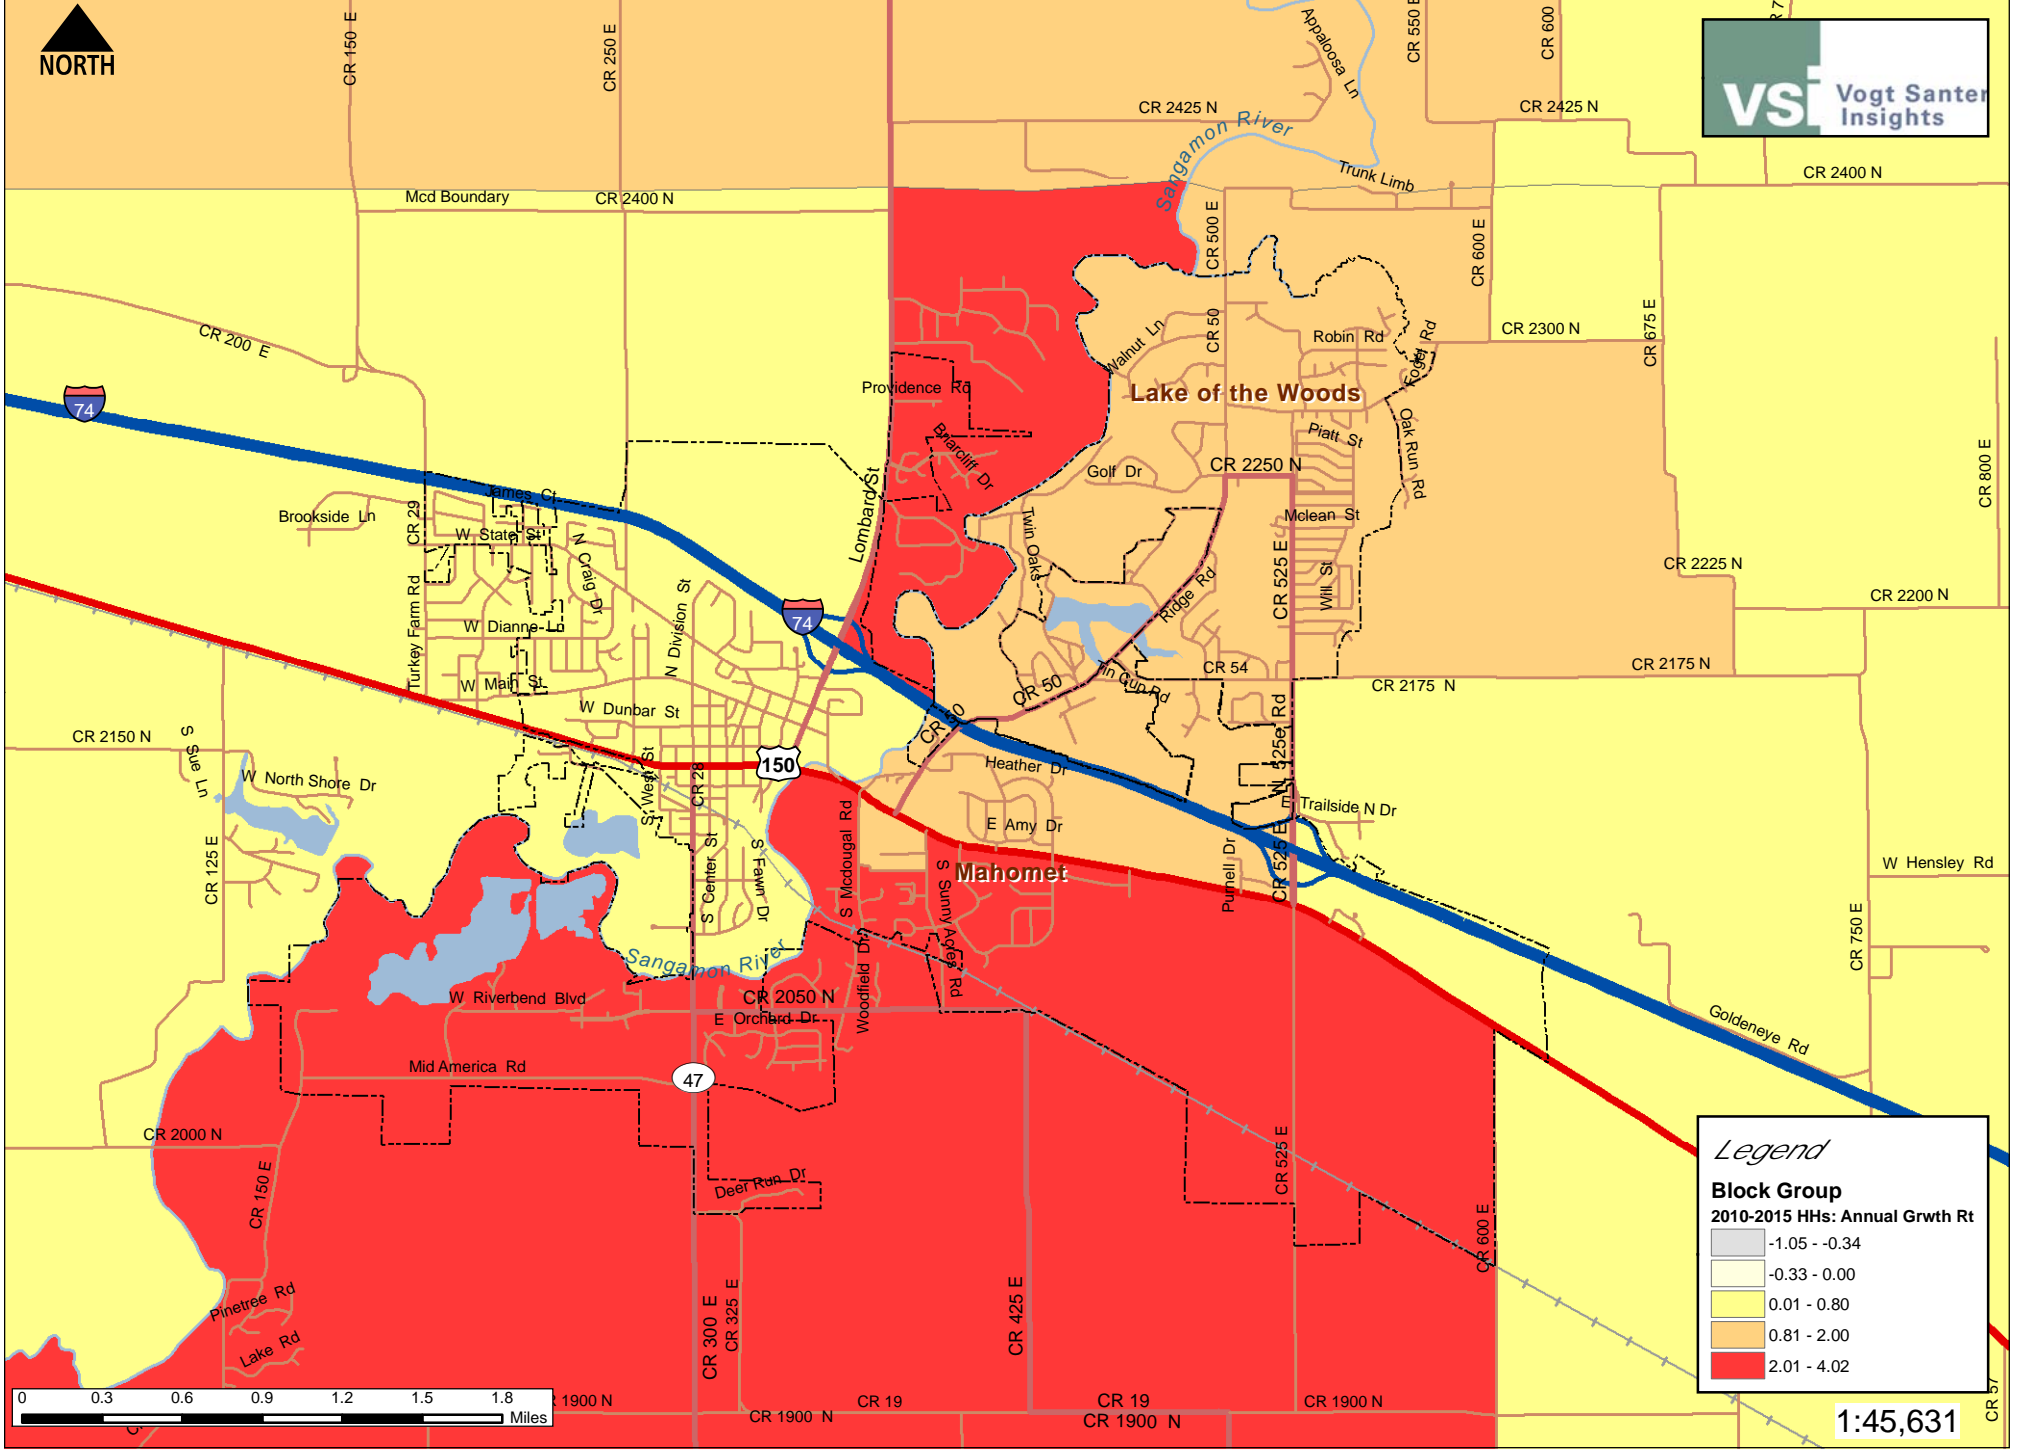 NORTH
CR 150 E
CR 250 E
Appaloosa Ln
CR 550 E
CR 600
VSi Vogt Santer
Insights
CR 2425 N
CR 2425 N
Sangamon River
Trunk Limb
CR 2400 N
Mcd Boundary
CR 2400 N
CR 500 E
CR 600 E
CR 200 E
CR 50
Walnut Ln
Robin Rd
CR 2300 N
CR 675 E
74
Providence Rd
Lake of the Woods
Briarcliff Dr
Piatt St
Oak Run Rd
CR 800 E
Golf Dr
CR 2250 N
Lombard St
James Ct
Brookside Ln
CR 29
W State St
N Craig Dr
Twin Oaks
Mclean St
CR 525 E
Will St
CR 2225 N
CR 2200 N
Turkey Farm Rd
W Dianne Ln
N Division St
74
Ridge Rd
W Main St
CR 50
Tin Cup Rd
CR 54
CR 2175 N
CR 2175 N
W Dunbar St
CR 50
N 525e Rd
CR 2150 N
S Sue Ln
W North Shore Dr
S West St
CR 28
150
Heather Dr
E Trailside N Dr
CR 125 E
S Center St
S Fawn Dr
S Mcdougal Rd
E Amy Dr
Mahomet
S Sunny Acres Rd
Purnell Dr
CR 525 E
W Hensley Rd
CR 750 E
Sangamon River
Woodfield Dr
W Riverbend Blvd
CR 2050 N
E Orchard Dr
Goldeneye Rd
Mid America Rd
47
CR 2000 N
CR 150 E
Deer Run Dr
CR 525 E
CR 600 E
Pinetree Rd
Lake Rd
CR 300 E
CR 325 E
CR 425 E
Legend
Block Group
2010-2015 HHs: Annual Grwth Rt
-1.05 - -0.34
-0.33 - 0.00
0.01 - 0.80
0.81 - 2.00
2.01 - 4.02
0 0.3 0.6 0.9 1.2 1.5 1.8
Miles
1900 N
CR 1900 N
CR 19
CR 19
CR 1900 N
CR 1900 N
CR 57
1:45,631